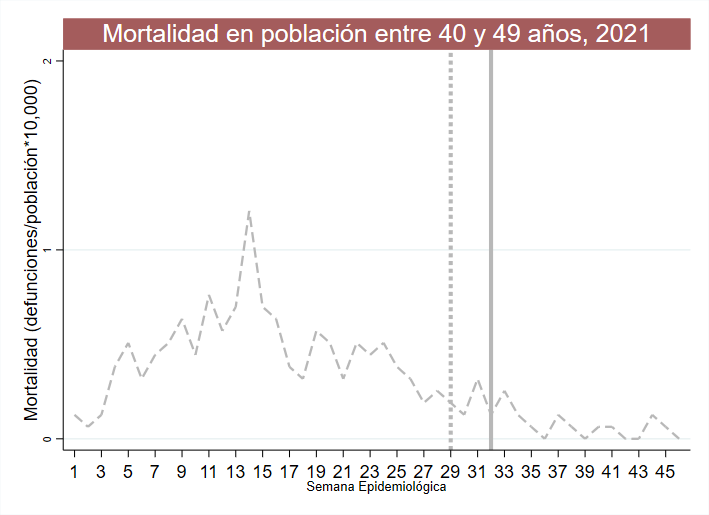 Mortalidad en población entre 40 y 49 años, 2021
Mortalidad (defunciones/población*10,000)
2
1
0
1 3 5 7 9 11 13 15 17 19 21 23 25 27 29 31 33 35 37 39 41 43 45
Semana Epidemiológica